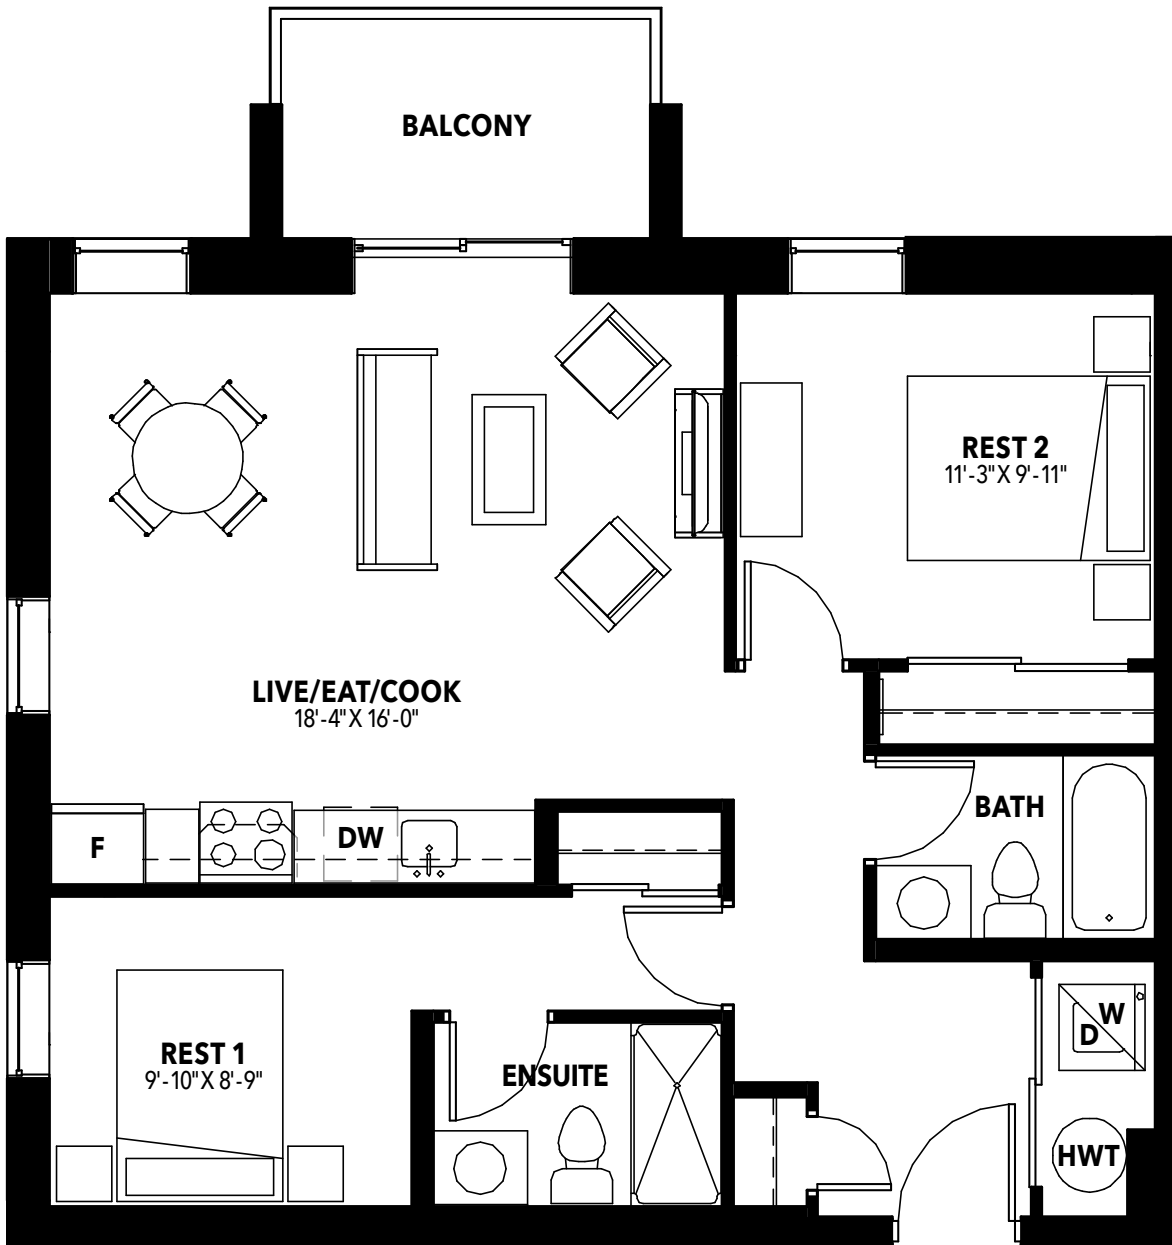 BALCONY
REST 2
11'-3"X 9'-11"
LIVE/EAT/COOK
18'-4"X 16'-0"
BATH
F
DW
W
D
REST 1
9'-10"X 8'-9"
ENSUITE
HWT